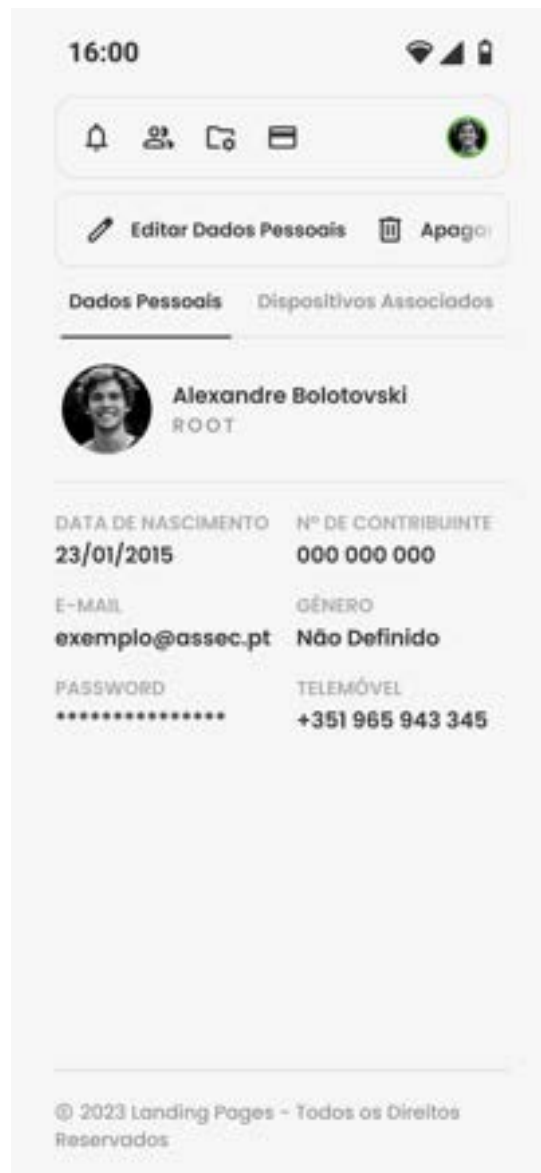 16:00
Editar Dados Pessoais Apagar
Dados Pessoais Dispositivos Associados
Alexandre Bolotovski
ROOT
DATA DE NASCIMENTO Nº DE CONTRIBUINTE
23/01/2015 000 000 000
E-MAIL GÉNERO
exemplo@assec.pt Não Definido
PASSWORD TELEMÓVEL
*************** +351 965 943 345
© 2023 Landing Pages - Todos os Direitos
Reservados